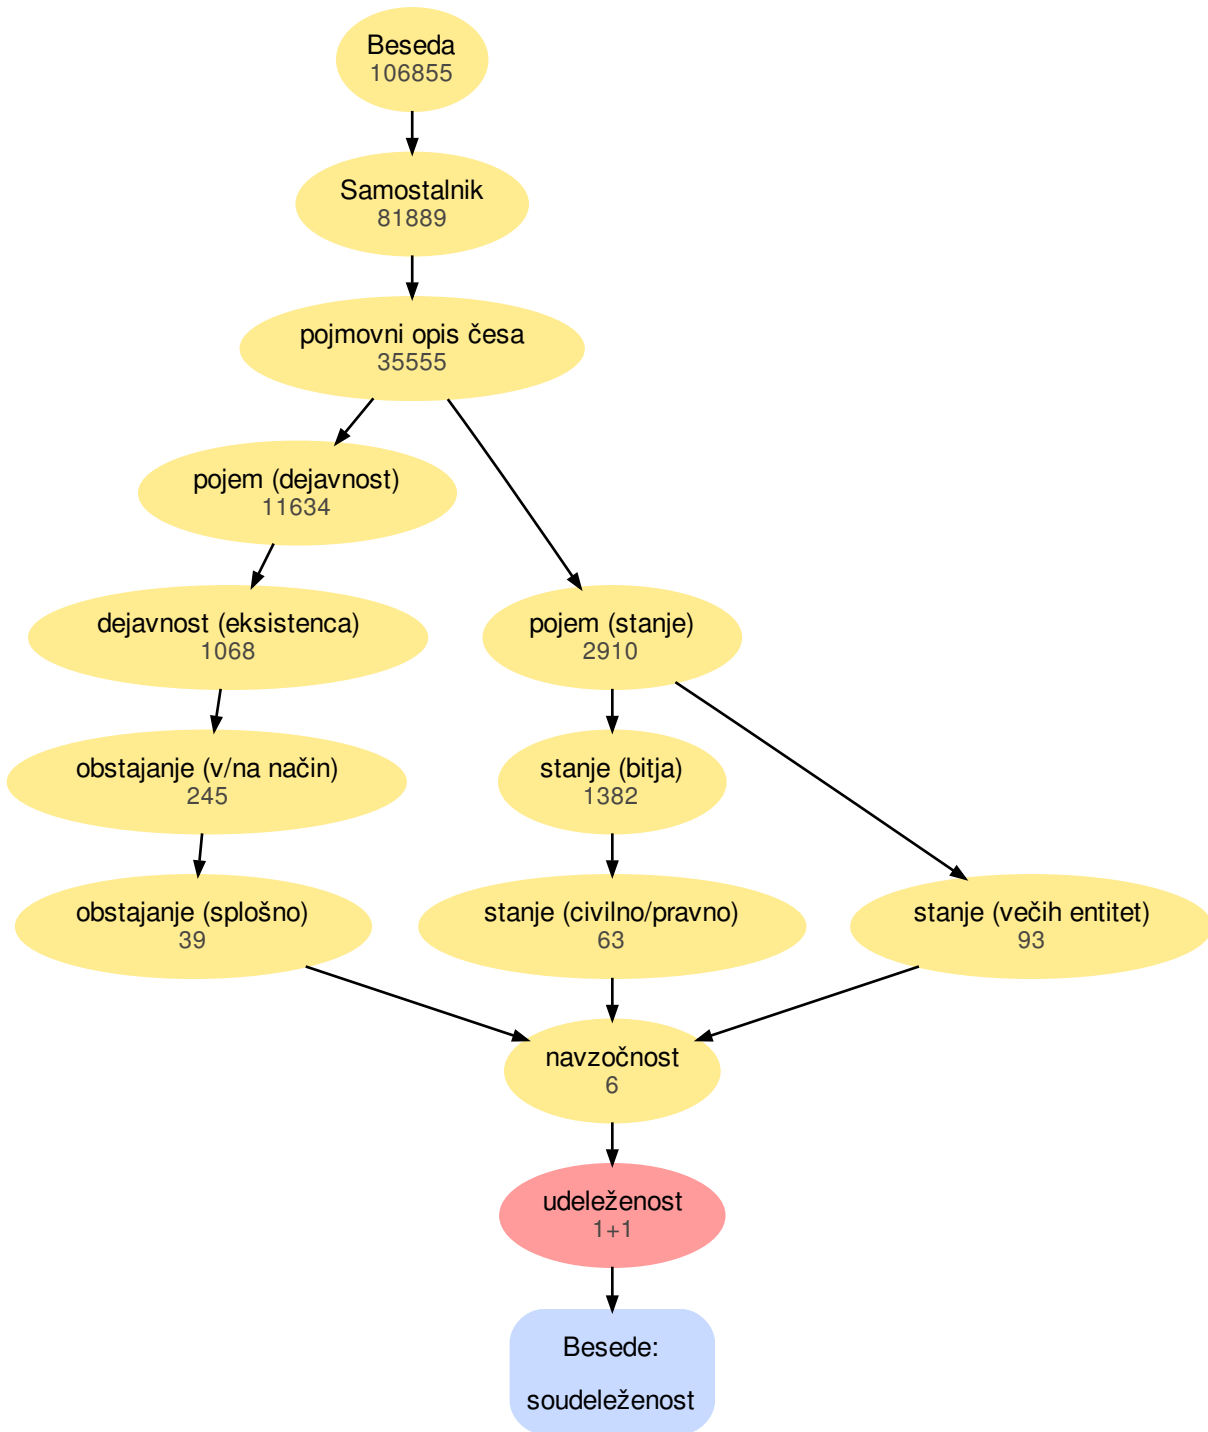 Beseda
106855
Samostalnik
81889
pojmovni opis česa
35555
pojem (dejavnost)
11634
dejavnost (eksistenca)
1068
pojem (stanje)
2910
obstajanje (v/na način)
245
stanje (bitja)
1382
obstajanje (splošno)
39
stanje (civilno/pravno)
63
stanje (večih entitet)
93
navzočnost
6
udeleženost
1+1
Besede:
soudeleženost